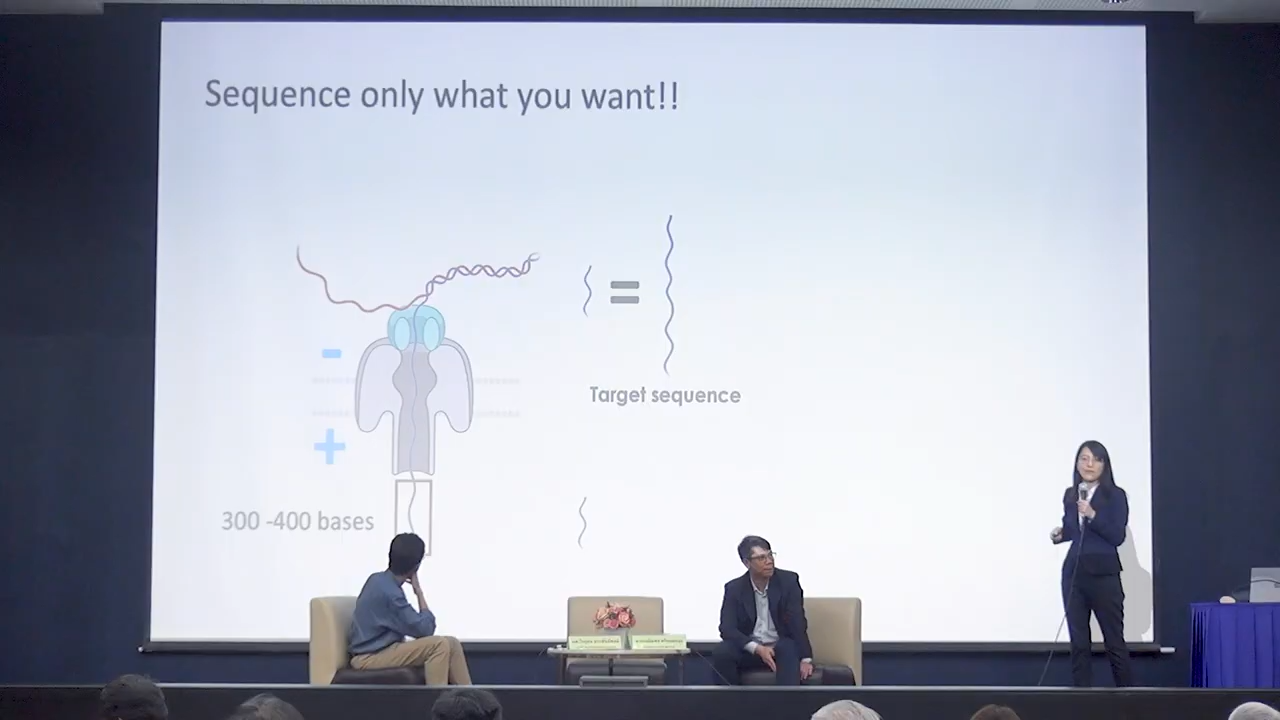 Sequence only what you want!!
-
=
Target sequence
+
300 -400 bases